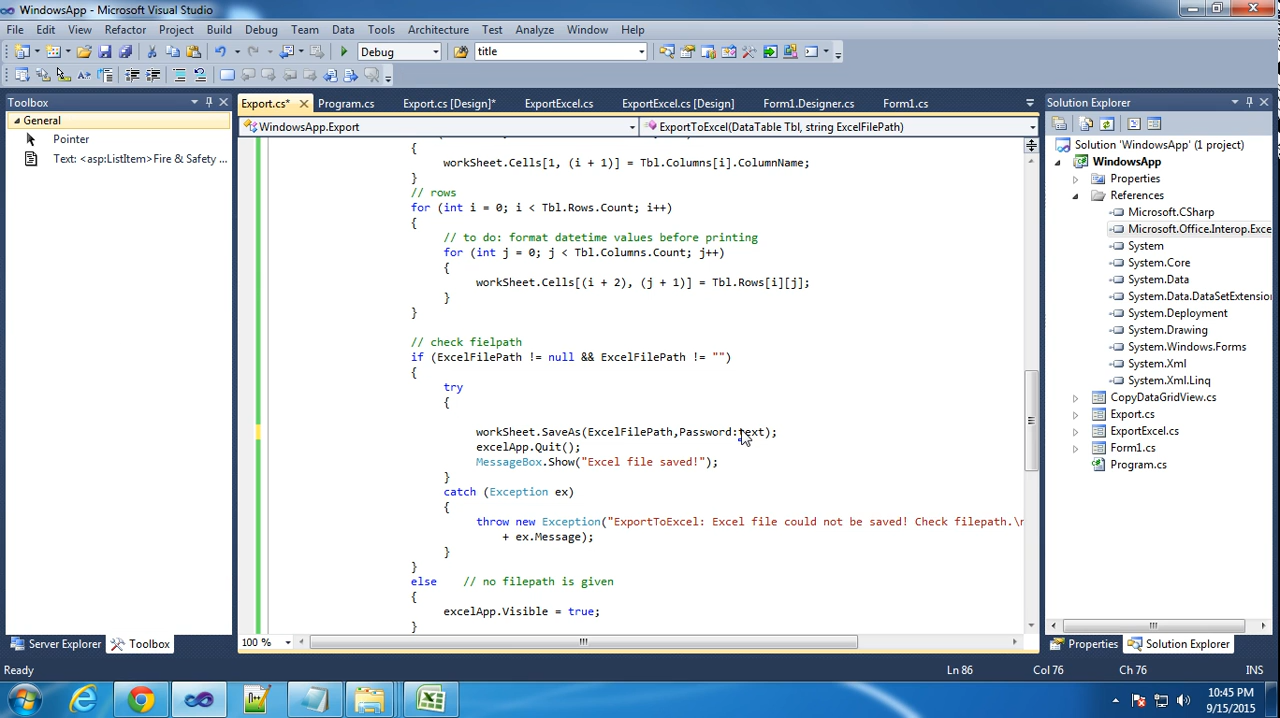 WindowsApp - Microsoft Visual Studio
File Edit View Refactor Project Build Debug Team Data Tools Architecture Test Analyze Window Help
Debug title
Toolbox
General
Pointer
Text: <asp:ListItem>Fire & Safety ...
Export.cs* Program.cs Export.cs [Design]* ExportExcel.cs ExportExcel.cs [Design] Form1.Designer.cs Form1.cs
WindowsApp.Export ExportToExcel(DataTable Tbl, string ExcelFilePath)
{
workSheet.Cells[1, (i + 1)] = Tbl.Columns[i].ColumnName;
}
// rows
for (int i = 0; i < Tbl.Rows.Count; i++)
{
// to do: format datetime values before printing
for (int j = 0; j < Tbl.Columns.Count; j++)
{
workSheet.Cells[(i + 2), (j + 1)] = Tbl.Rows[i][j];
}
}
// check fielpath
if (ExcelFilePath != null && ExcelFilePath != "")
{
try
{
workSheet.SaveAs(ExcelFilePath,Password:text);
excelApp.Quit();
MessageBox.Show("Excel file saved!");
}
catch (Exception ex)
{
throw new Exception("ExportToExcel: Excel file could not be saved! Check filepath.\n
+ ex.Message);
}
}
else // no filepath is given
{
excelApp.Visible = true;
}
100 %
Solution Explorer
Solution 'WindowsApp' (1 project)
WindowsApp
Properties
References
Microsoft.CSharp
Microsoft.Office.Interop.Exce
System
System.Core
System.Data
System.Data.DataSetExtension
System.Deployment
System.Drawing
System.Windows.Forms
System.Xml
System.Xml.Linq
CopyDataGridView.cs
Export.cs
ExportExcel.cs
Form1.cs
Program.cs
Server Explorer Toolbox
Properties Solution Explorer
Ready Ln 86 Col 76 Ch 76 INS
10:45 PM
9/15/2015